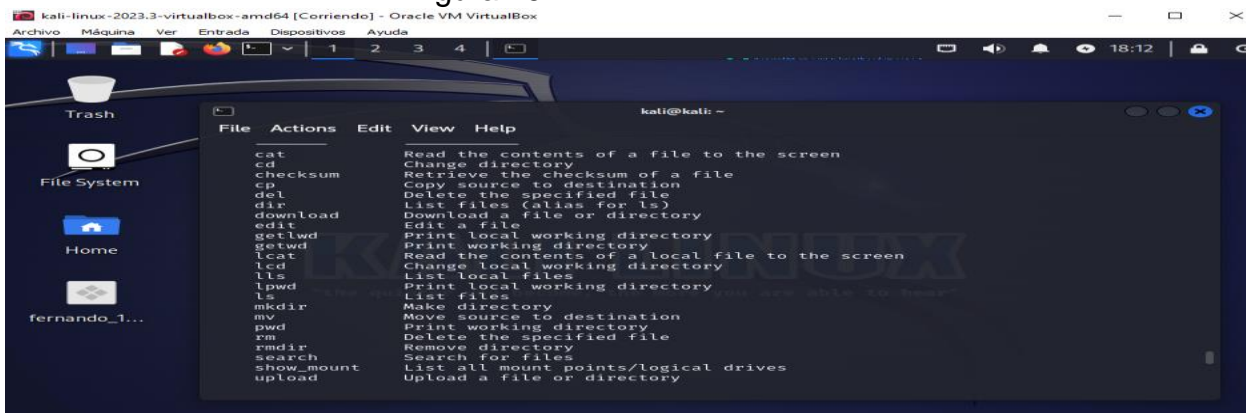 kali-linux-2023.3-virtualbox-amd64 [Corriendo] - Oracle VM VirtualBox
Archivo Máquina Ver Entrada Dispositivos Ayuda
1 2 3 4 18:12
Trash
File System
Home
fernando_1...
kali@kali: ~
File Actions Edit View Help
cat Read the contents of a file to the screen
cd Change directory
checksum Retrieve the checksum of a file
cp Copy source to destination
del Delete the specified file
dir List files (alias for ls)
download Download a file or directory
edit Edit a file
getlwd Print local working directory
getwd Print working directory
lcat Read the contents of a local file to the screen
lcd Change local working directory
lls List local files
lpwd Print local working directory
ls List files
mkdir Make directory
mv Move source to destination
pwd Print working directory
rm Delete the specified file
rmdir Remove directory
search Search for files
show_mount List all mount points/logical drives
upload Upload a file or directory